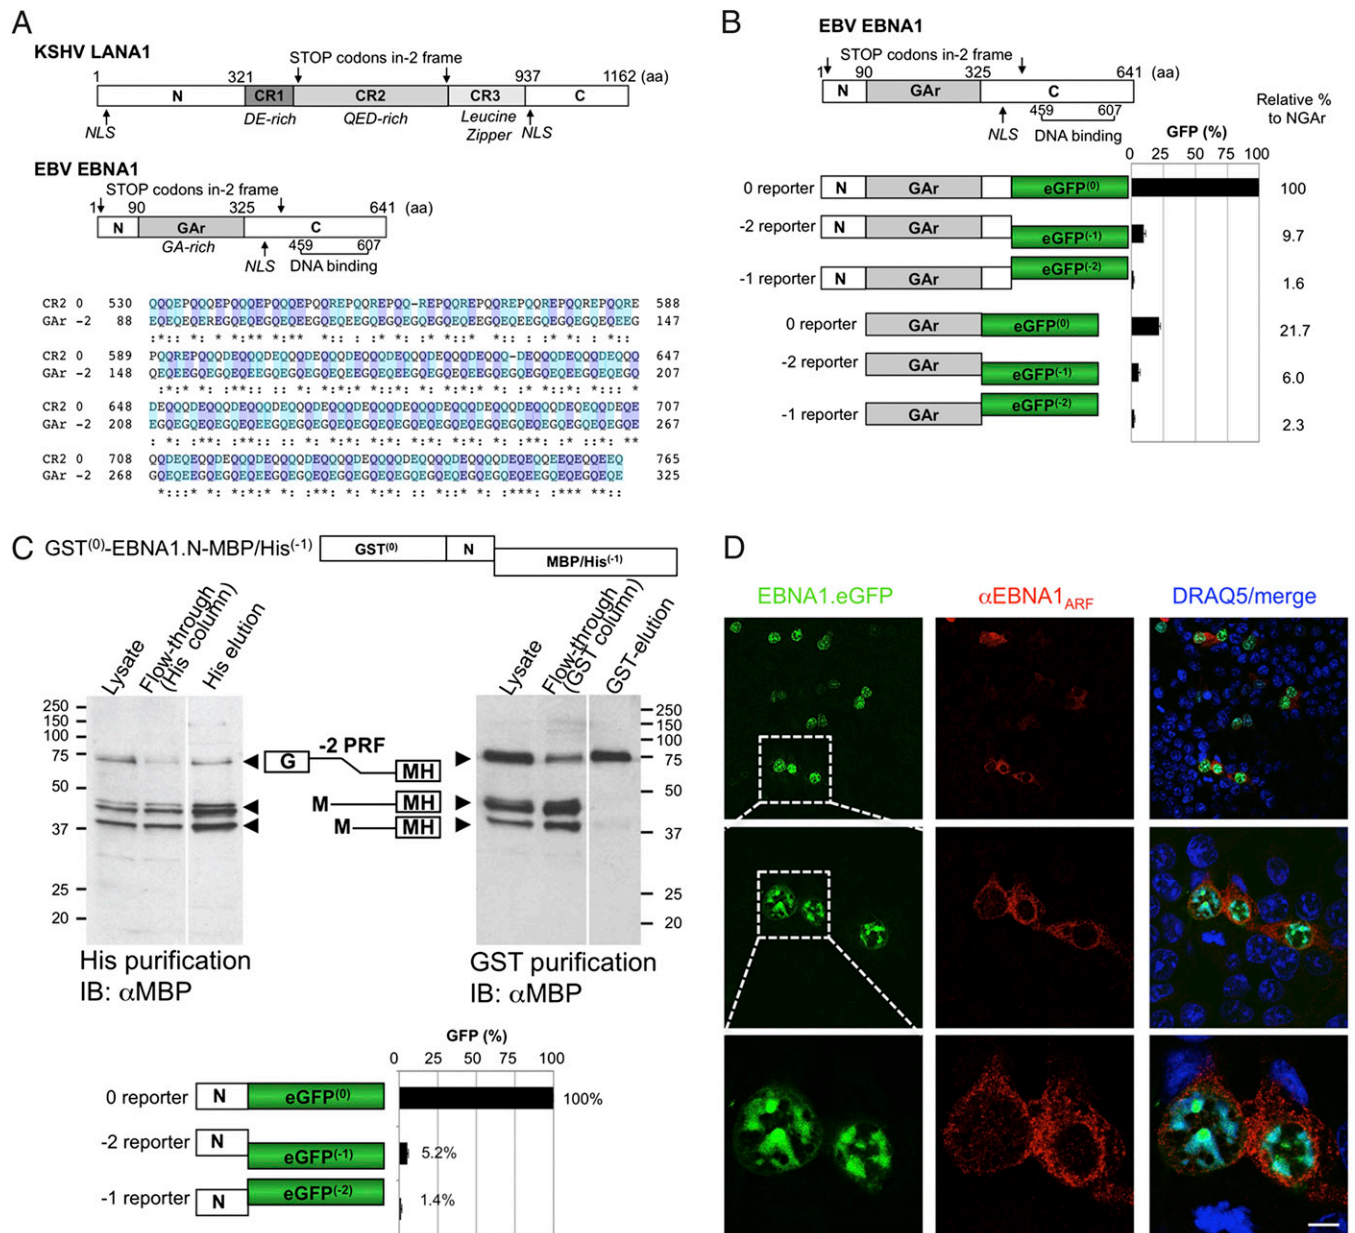 A
KSHV LANA1
STOP codons in-2 frame
1 321 937 1162 (aa)
N CR1 CR2 CR3 C
NLS DE-rich QED-rich Leucine Zipper NLS
EBV EBNA1
STOP codons in-2 frame
1 90 325 641 (aa)
N GAr C
GA-rich NLS 459 607
DNA binding
CR2 0 530 588
GAr -2 88 147
CR2 0 589 647
GAr -2 148 207
CR2 0 648 707
GAr -2 208 267
CR2 0 708 765
GAr -2 268 325
B
EBV EBNA1
STOP codons in-2 frame
1 90 325 641 (aa)
N GAr C
NLS 459 607
DNA binding
Relative % to NGAr
GFP (%)
0 25 50 75 100
0 reporter N GAr eGFP(0) 100
-2 reporter N GAr eGFP(-1) 9.7
-1 reporter N GAr eGFP(-2) 1.6
0 reporter GAr eGFP(0) 21.7
-2 reporter GAr eGFP(-1) 6.0
-1 reporter GAr eGFP(-2) 2.3
C
GST(0)-EBNA1.N-MBP/His(-1)
GST(0) N MBP/His(-1)
Lysate
Flow-through (His column)
His elution
250
150
100
75
50
37
25
20
-2 PRF
G MH
M MH
M MH
Lysate
Flow-through (GST column)
GST-elution
250
150
100
75
50
37
25
20
His purification
IB: αMBP
GST purification
IB: αMBP
GFP (%)
0 25 50 75 100
0 reporter N eGFP(0) 100%
-2 reporter N eGFP(-1) 5.2%
-1 reporter N eGFP(-2) 1.4%
D
EBNA1.eGFP αEBNA1ARF DRAQ5/merge